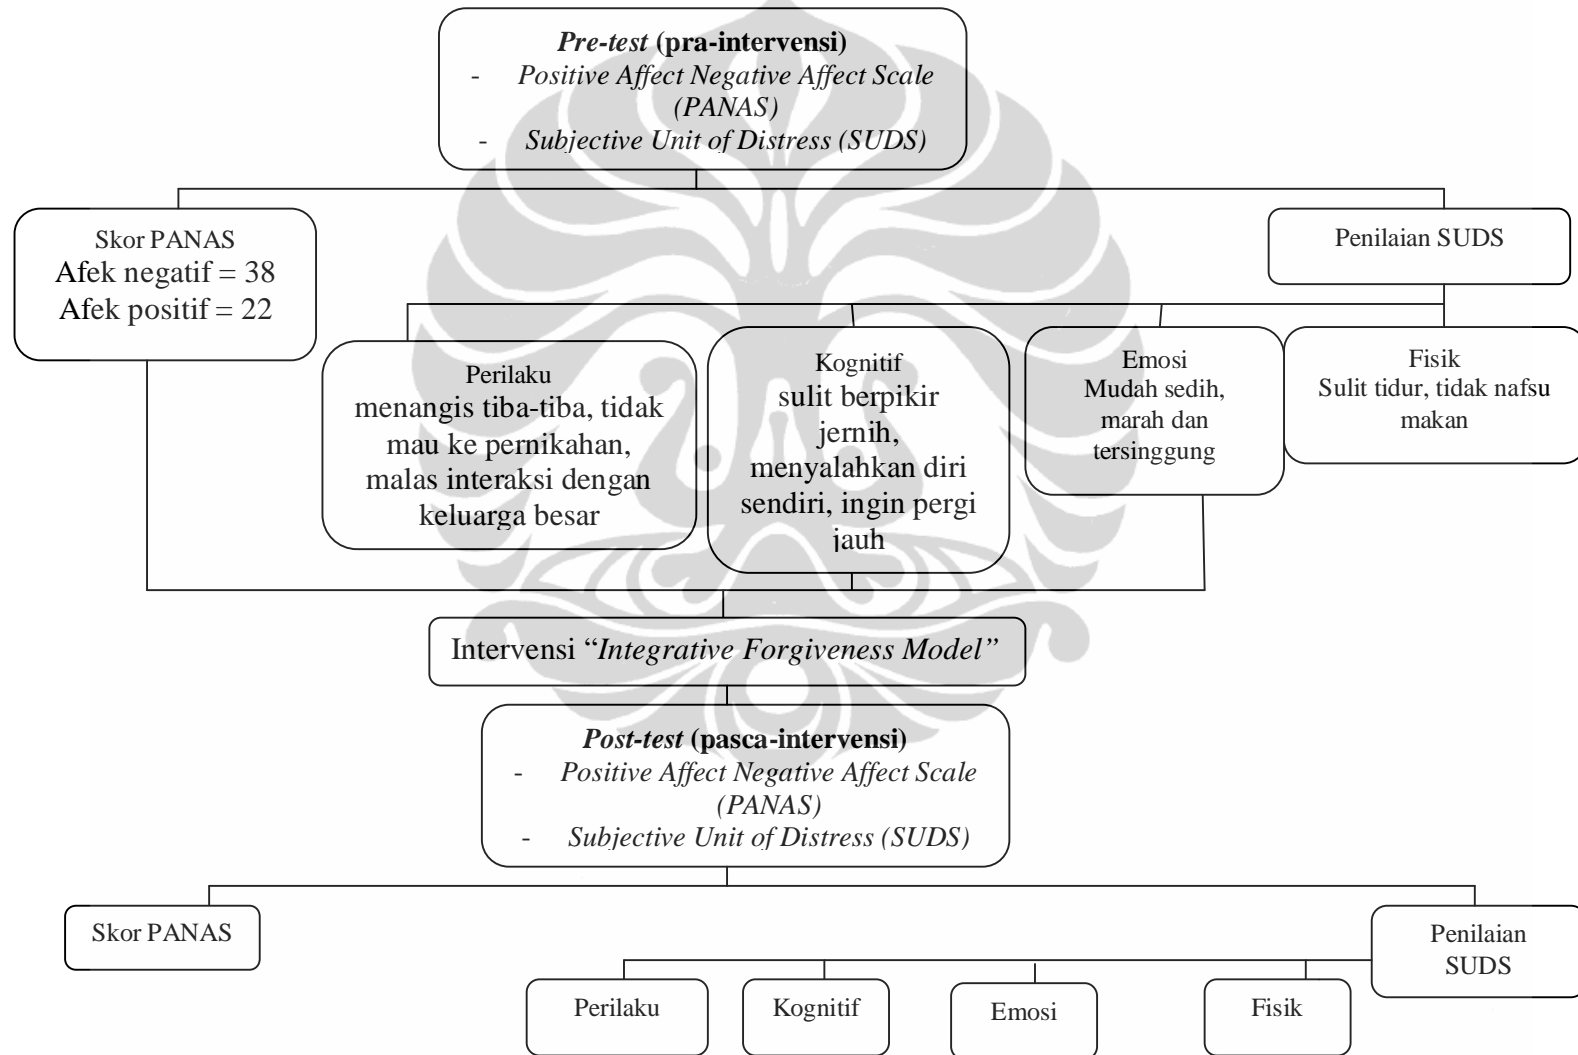 Pre-test (pra-intervensi)
- Positive Affect Negative Affect Scale
(PANAS)
- Subjective Unit of Distress (SUDS)
Skor PANAS
Afek negatif = 38
Afek positif = 22
Penilaian SUDS
Perilaku
menangis tiba-tiba, tidak
mau ke pernikahan,
malas interaksi dengan
keluarga besar
Kognitif
sulit berpikir
jernih,
menyalahkan diri
sendiri, ingin pergi
jauh
Emosi
Mudah sedih,
marah dan
tersinggung
Fisik
Sulit tidur, tidak nafsu
makan
Intervensi “Integrative Forgiveness Model”
Post-test (pasca-intervensi)
- Positive Affect Negative Affect Scale
(PANAS)
- Subjective Unit of Distress (SUDS)
Skor PANAS
Penilaian
SUDS
Perilaku
Kognitif
Emosi
Fisik